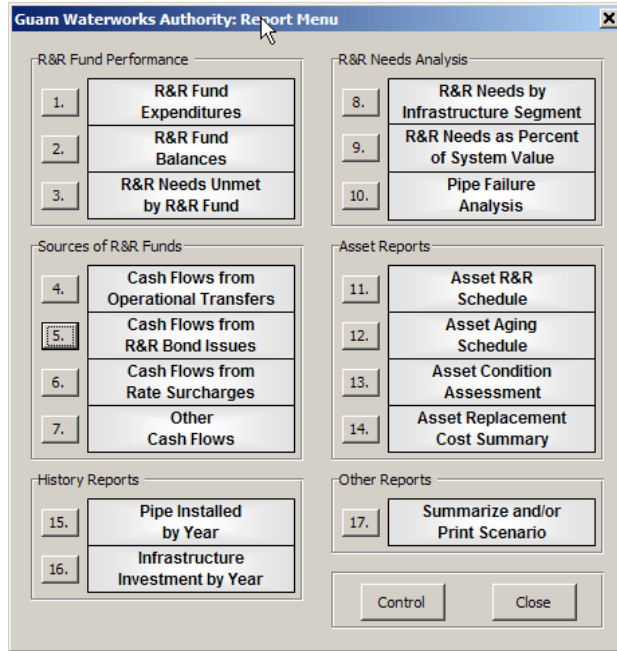 Guam Waterworks Authority: Report Menu
R&R Fund Performance
1.
R&R Fund
Expenditures
2.
R&R Fund
Balances
3.
R&R Needs Unmet
by R&R Fund
Sources of R&R Funds
4.
Cash Flows from
Operational Transfers
5.
Cash Flows from
R&R Bond Issues
6.
Cash Flows from
Rate Surcharges
7.
Other
Cash Flows
History Reports
15.
Pipe Installed
by Year
16.
Infrastructure
Investment by Year
R&R Needs Analysis
8.
R&R Needs by
Infrastructure Segment
9.
R&R Needs as Percent
of System Value
10.
Pipe Failure
Analysis
Asset Reports
11.
Asset R&R
Schedule
12.
Asset Aging
Schedule
13.
Asset Condition
Assessment
14.
Asset Replacement
Cost Summary
Other Reports
17.
Summarize and/or
Print Scenario
Control
Close